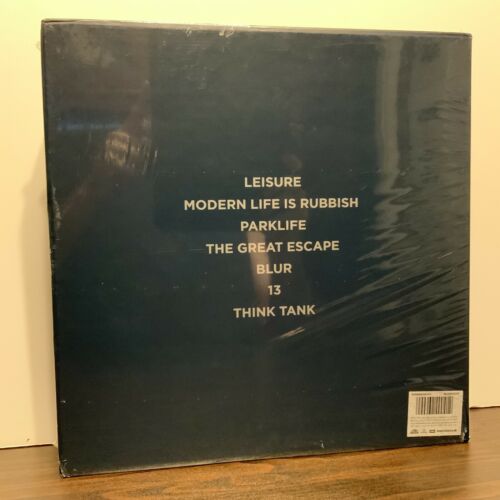 LEISURE
MODERN LIFE IS RUBBISH
PARKLIFE
THE GREAT ESCAPE
BLUR
13
THINK TANK